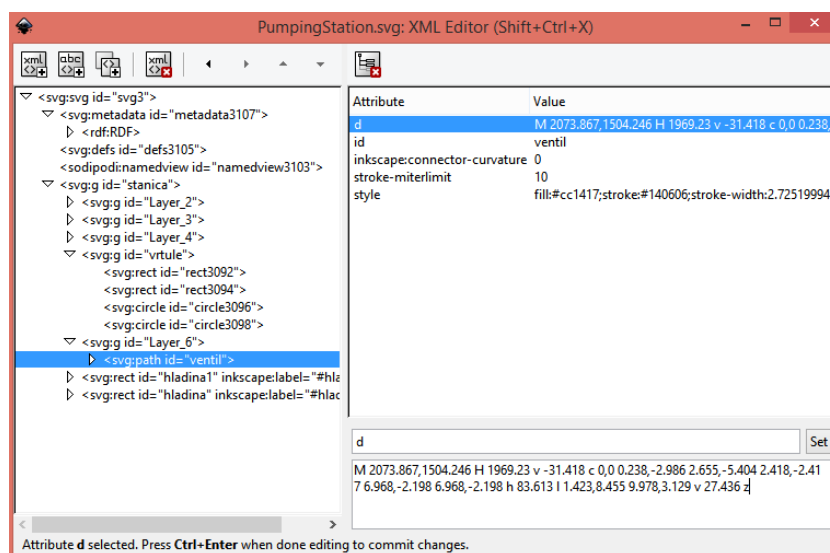 PumpingStation.svg: XML Editor (Shift+Ctrl+X)
<svg:svg id="svg3">
<svg:metadata id="metadata3107">
<rdf:RDF>
<svg:defs id="defs3105">
<sodipodi:namedview id="namedview3103">
<svg:g id="stanica">
<svg:g id="Layer_2">
<svg:g id="Layer_3">
<svg:g id="Layer_4">
<svg:g id="vrtule">
<svg:rect id="rect3092">
<svg:rect id="rect3094">
<svg:circle id="circle3096">
<svg:circle id="circle3098">
<svg:g id="Layer_6">
<svg:path id="ventil">
<svg:rect id="hladina1" inkscape:label="#hla
<svg:rect id="hladina" inkscape:label="#hlad
Attribute Value
d M 2073.867,1504.246 H 1969.23 v -31.418 c 0,0 0.238,
id ventil
inkscape:connector-curvature 0
stroke-miterlimit 10
style fill:#cc1417;stroke:#140606;stroke-width:2.72519994
d
Set
M 2073.867,1504.246 H 1969.23 v -31.418 c 0,0 0.238,-2.986 2.655,-5.404 2.418,-2.41
7 6.968,-2.198 6.968,-2.198 h 83.613 l 1.423,8.455 9.978,3.129 v 27.436 z
Attribute d selected. Press Ctrl+Enter when done editing to commit changes.